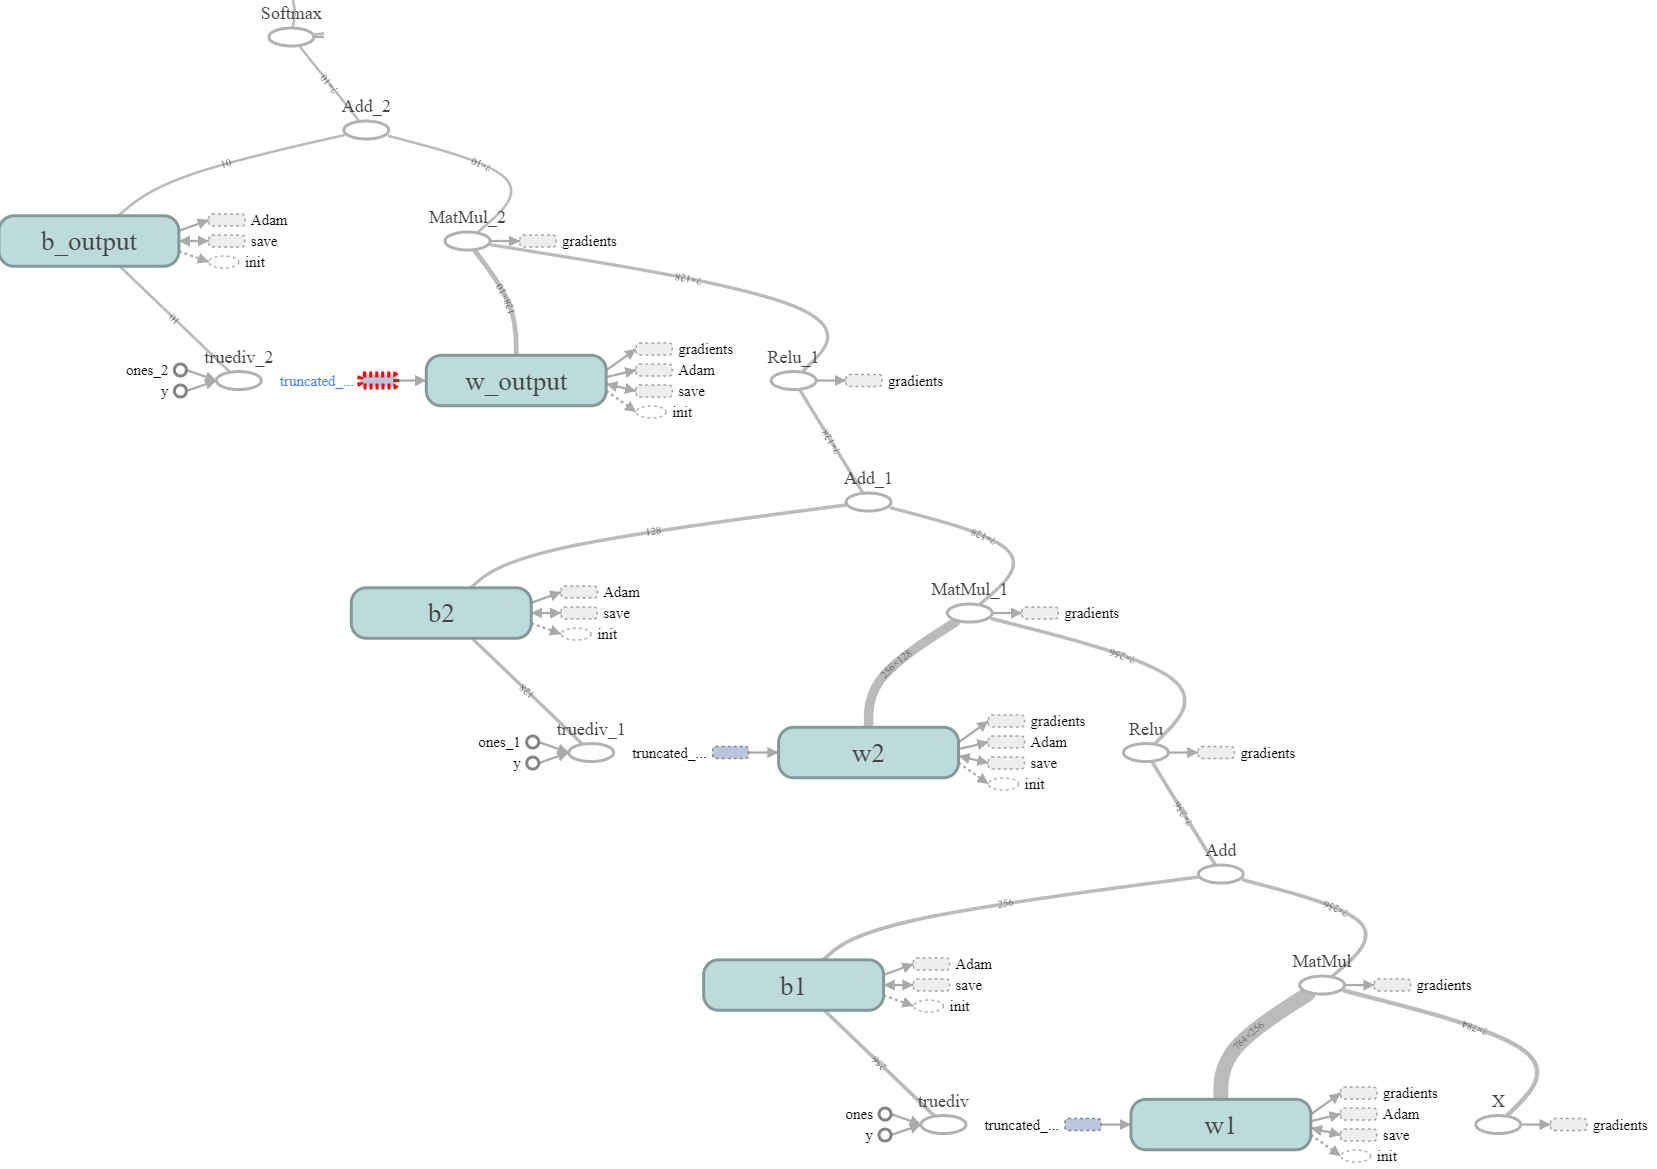 Softmax
?×10
Add_2
10
?×10
b_output
Adam
save
init
MatMul_2
gradients
?×128
128×10
10
truediv_2
ones_2
y
truncated_...
w_output
gradients
Adam
save
init
Relu_1
gradients
?×128
Add_1
128
?×128
b2
Adam
save
init
MatMul_1
gradients
256×128
?×256
128
truediv_1
ones_1
y
truncated_...
w2
gradients
Adam
save
init
Relu
gradients
?×256
Add
256
?×256
b1
Adam
save
init
MatMul
gradients
784×256
?×784
256
truediv
ones
y
truncated_...
w1
gradients
Adam
save
init
X
gradients